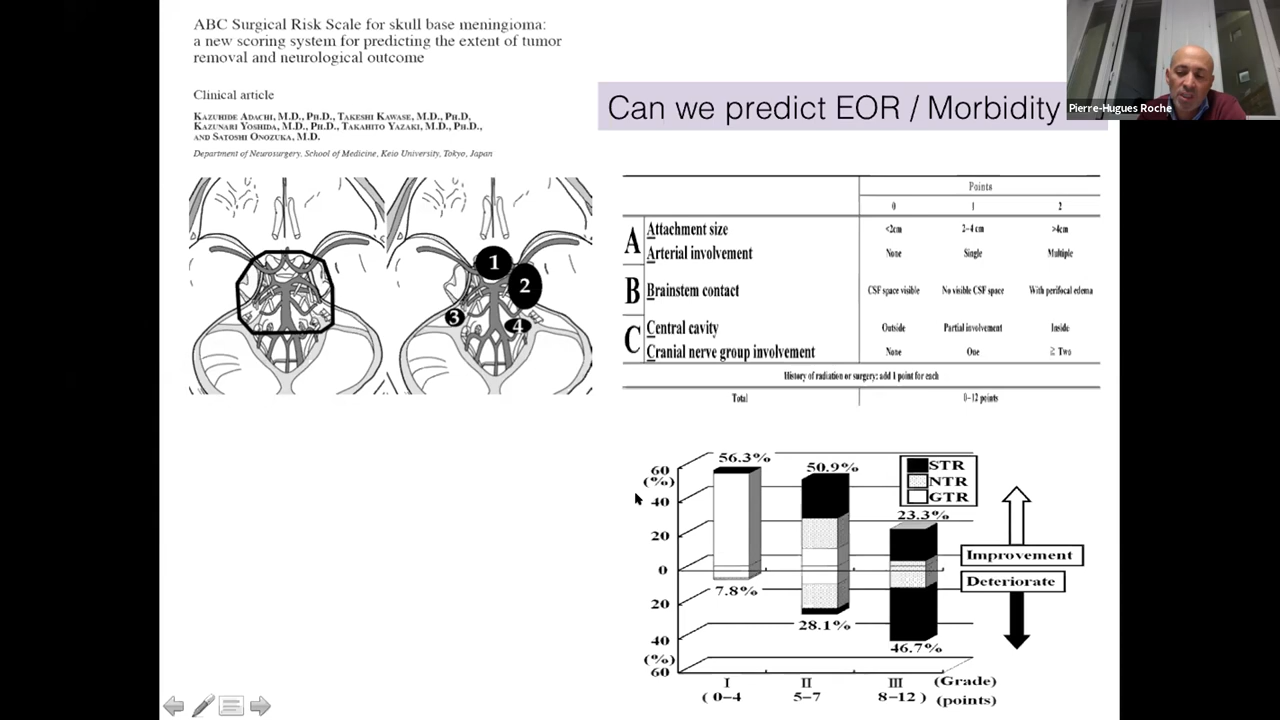 ABC Surgical Risk Scale for skull base meningioma:
a new scoring system for predicting the extent of tumor
removal and neurological outcome
Clinical article
KAZUHIDE ADACHI, M.D., PH.D., TAKESHI KAWASE, M.D., PH.D,
KAZUNARI YOSHIDA, M.D., PH.D., TAKAHITO YAZAKI, M.D., PH.D.,
AND SATOSHI ONOZUKA, M.D.
Department of Neurosurgery, School of Medicine, Keio University, Tokyo, Japan
Can we predict EOR / Morbidity
Pierre-Hugues Roche
1
2
3
4
Points
0 1 2
A
Attachment size <2cm 2-4 cm >4cm
Arterial involvement None Single Multiple
B
Brainstem contact CSF space visible No visible CSF space With perifocal edema
C
Central cavity Outside Partial involvement Inside
Cranial nerve group involvement None One ≧ Two
History of radiation or surgery: add 1 point for each
Total 0-12 points
60
(%)
40
20
0
20
40
(%)
60
56.3%
7.8%
50.9%
28.1%
23.3%
46.7%
STR
NTR
GTR
Improvement
Deteriorate
I II III (Grade)
( 0-4 5-7 8-12 ) (points)